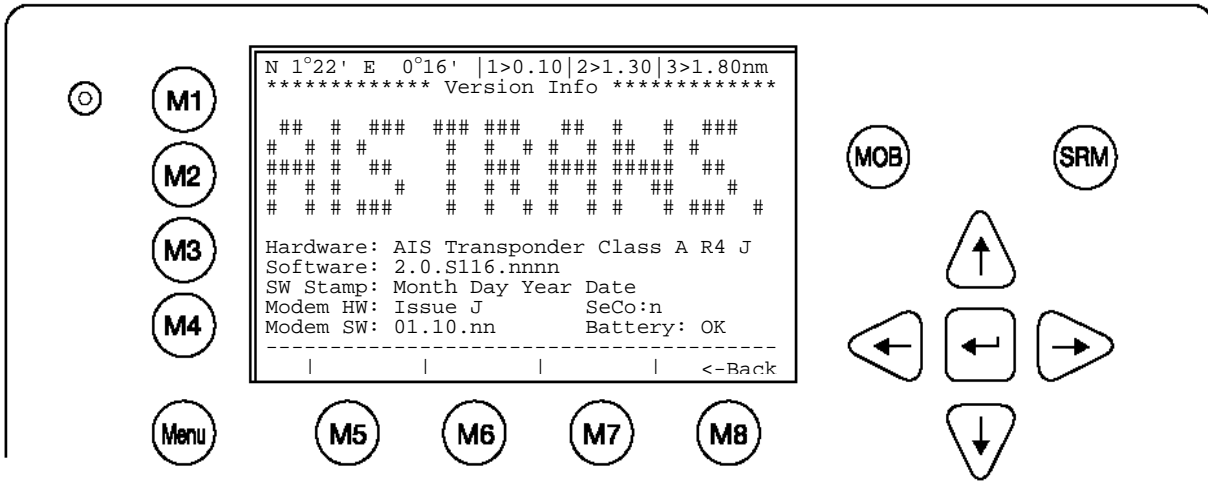 N 1°22' E 0°16' |1>0.10|2>1.30|3>1.80nm
************* Version Info *************
AIS TRANS.
Hardware: AIS Transponder Class A R4 J
Software: 2.0.S116.nnnn
SW Stamp: Month Day Year Date
Modem HW: Issue J SeCo:n
Modem SW: 01.10.nn Battery: OK
----------------------------------------
| | | | <-Back
M1
M2
M3
M4
Menu
M5
M6
M7
M8
MOB
SRM